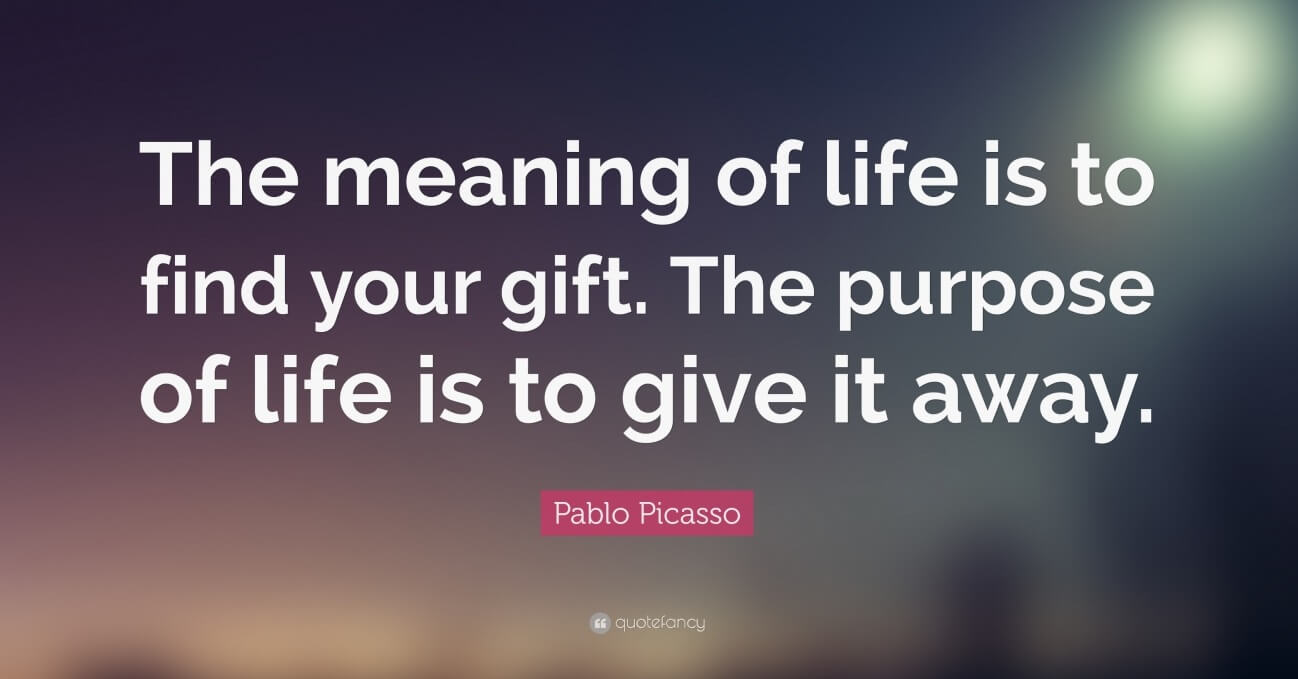 The meaning of life is to
find your gift. The purpose
of life is to give it away.
Pablo Picasso
quotefancy